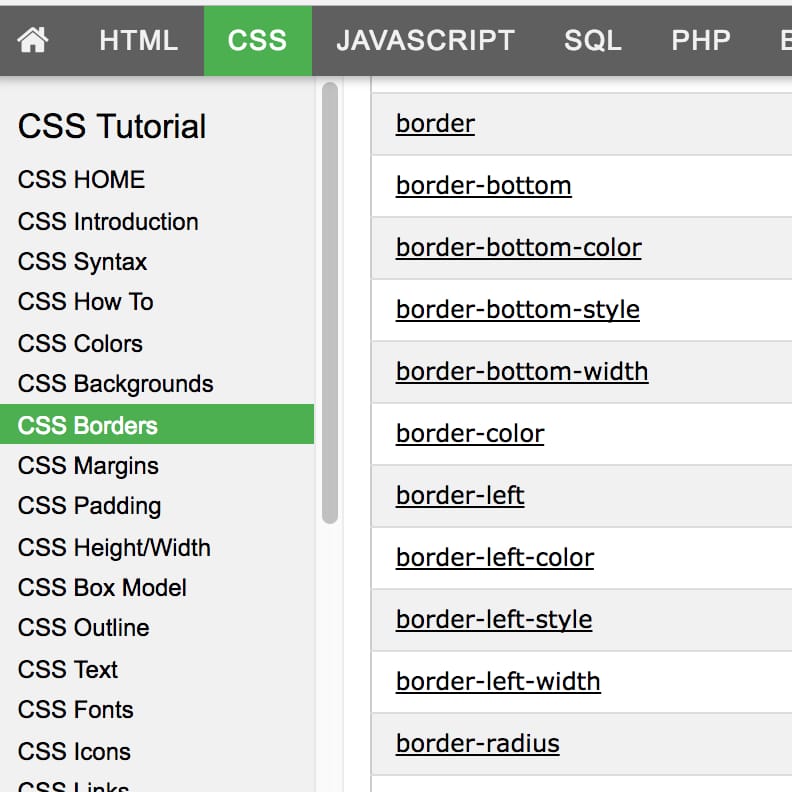 HTML CSS JAVASCRIPT SQL PHP
CSS Tutorial
CSS HOME
CSS Introduction
CSS Syntax
CSS How To
CSS Colors
CSS Backgrounds
CSS Borders
CSS Margins
CSS Padding
CSS Height/Width
CSS Box Model
CSS Outline
CSS Text
CSS Fonts
CSS Icons
CSS Links
border
border-bottom
border-bottom-color
border-bottom-style
border-bottom-width
border-color
border-left
border-left-color
border-left-style
border-left-width
border-radius